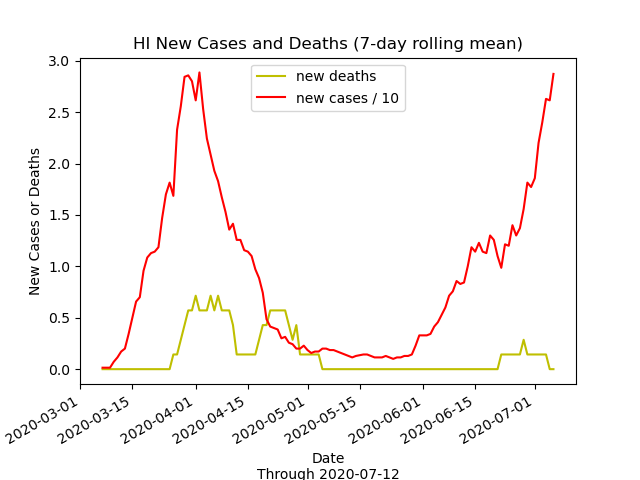 HI New Cases and Deaths (7-day rolling mean)
new deaths
new cases / 10
New Cases or Deaths
3.0
2.5
2.0
1.5
1.0
0.5
0.0
2020-03-01
2020-03-15
2020-04-01
2020-04-15
2020-05-01
2020-05-15
2020-06-01
2020-06-15
2020-07-01
Date
Through 2020-07-12